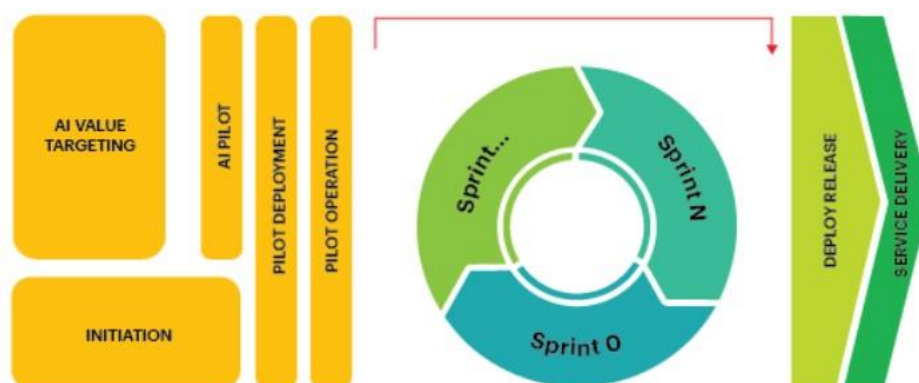 AI VALUE
TARGETING
INITIATION
AI PILOT
PILOT DEPLOYMENT
PILOT OPERATION
Sprint...
Sprint N
Sprint 0
DEPLOY RELEASE
SERVICE DELIVERY